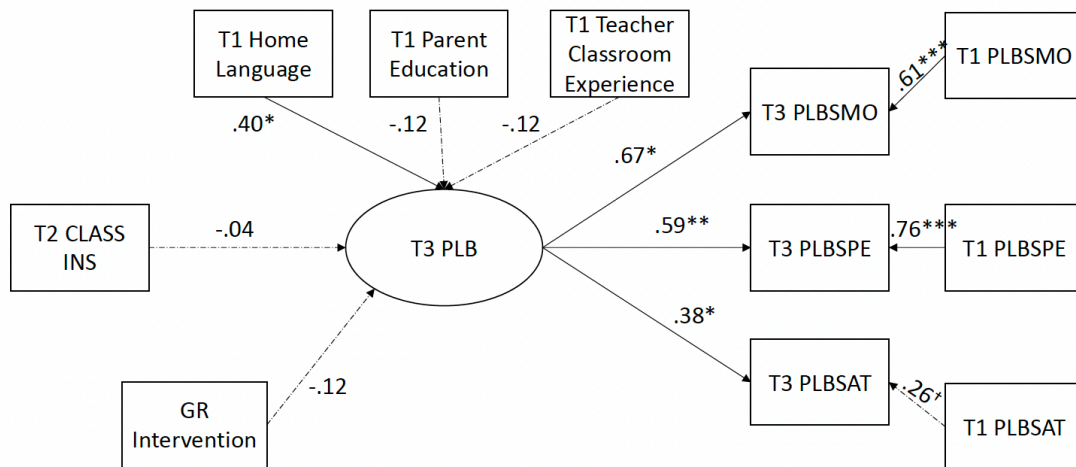 T1 Home
Language
T1 Parent
Education
T1 Teacher
Classroom
Experience
T1 PLBSMO
.61***
T3 PLBSMO
.40*
-.12
-.12
.67*
T2 CLASS
INS
-.04
T3 PLB
.59**
T3 PLBSPE
.76***
T1 PLBSPE
.38*
T3 PLBSAT
-.12
.26†
GR
Intervention
T1 PLBSAT